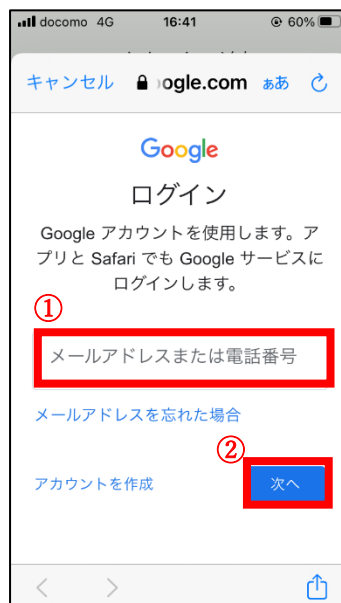 docomo 4G 16:41 60%
キャンセル ogle.com ぁあ
Google
ログイン
Google アカウントを使用します。ア
プリと Safari でも Google サービスに
ログインします。
①
メールアドレスまたは電話番号
メールアドレスを忘れた場合
②
アカウントを作成 次へ